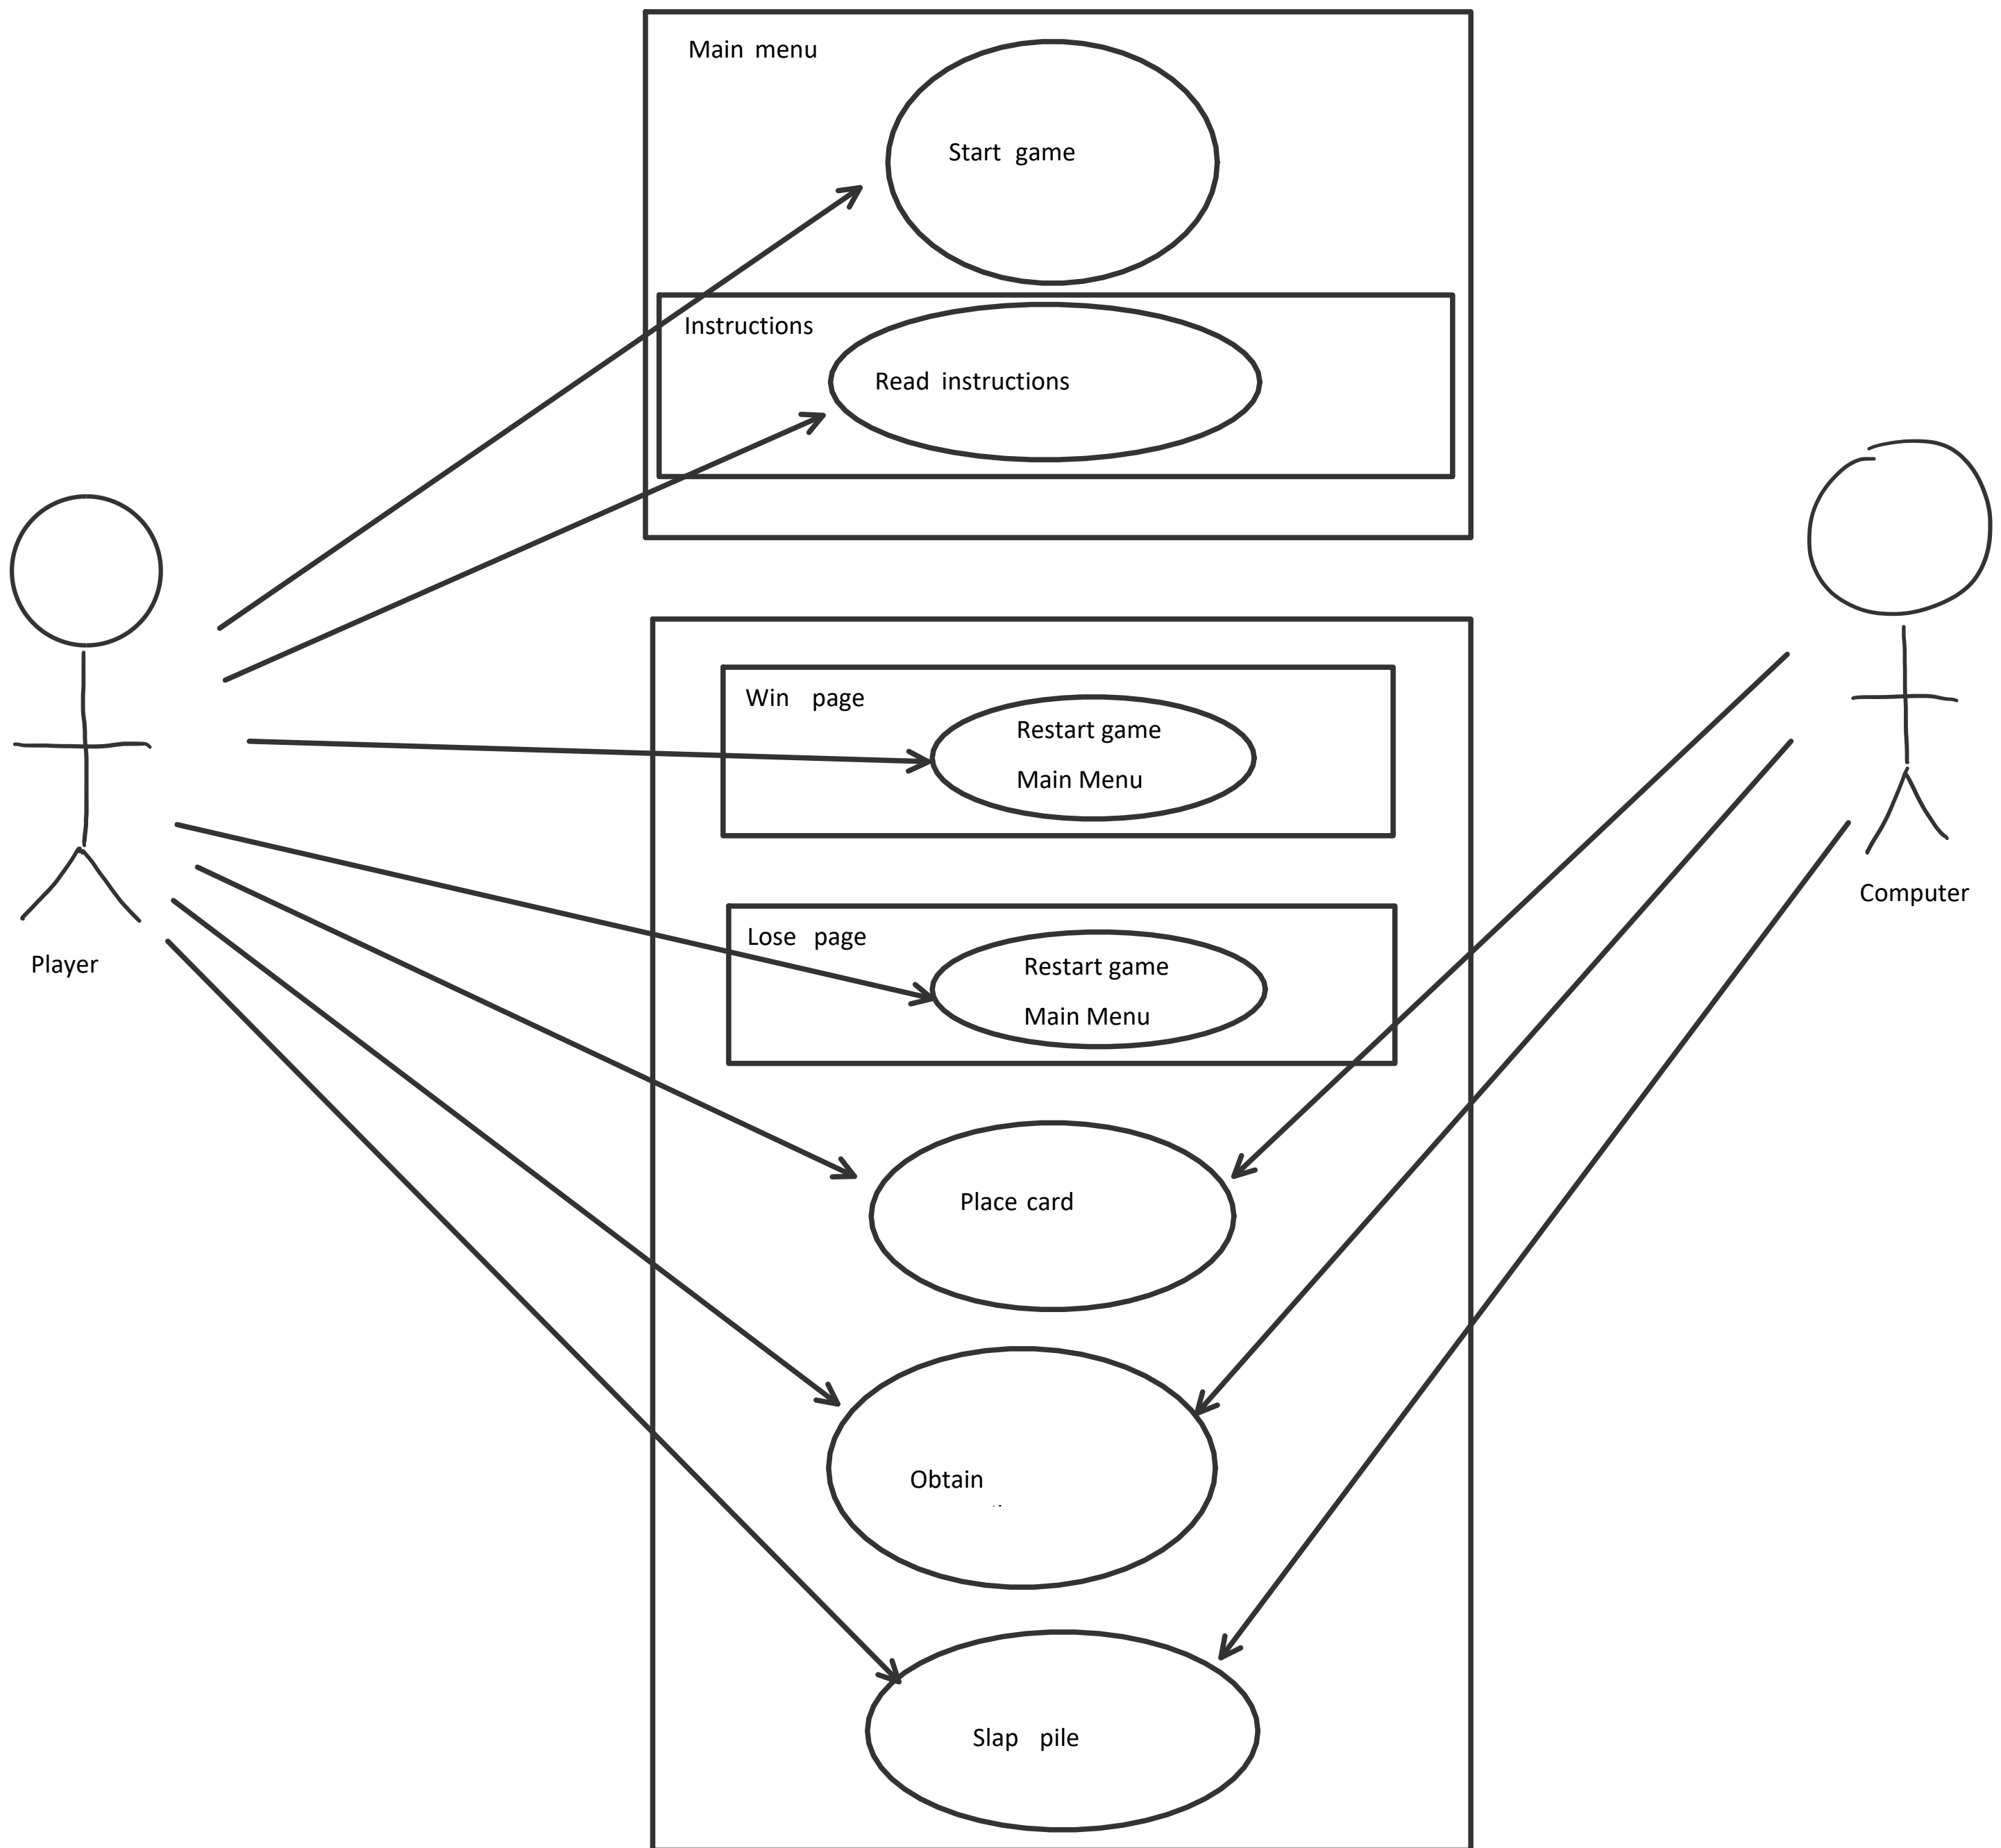 Main menu
Start game
Instructions
Read instructions
Win page
Restart game
Main Menu
Lose page
Restart game
Main Menu
Computer
Player
Place card
Obtain
Slap pile